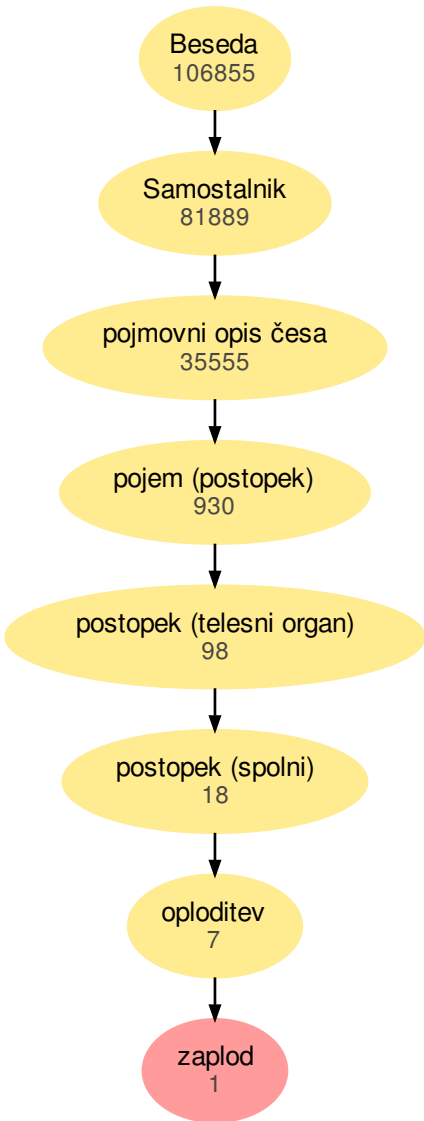 Beseda
106855
Samostalnik
81889
pojmovni opis česa
35555
pojem (postopek)
930
postopek (telesni organ)
98
postopek (spolni)
18
oploditev
7
zaplod
1